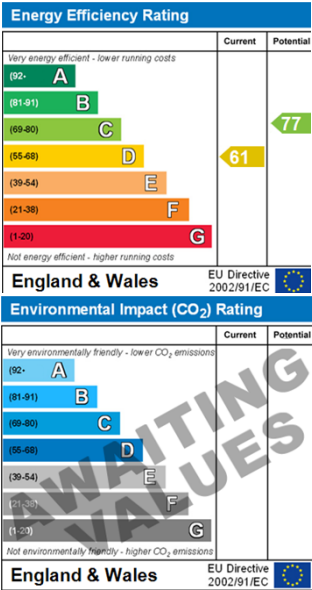 Energy Efficiency Rating
Current Potential
Very energy efficient - lower running costs
(92- A
(81-91) B
(69-80) C
77
(55-68) D
61
(39-54) E
(21-38) F
(1-20) G
Not energy efficient - higher running costs
England & Wales
EU Directive
2002/91/EC
Environmental Impact (CO₂) Rating
Current Potential
Very environmentally friendly - lower CO₂ emissions
(92- A
(81-91) B
(69-80) C
(55-68) D
(39-54) E
(21-38) F
(1-20) G
AWAITING
VALUES
Not environmentally friendly - higher CO₂ emissions
England & Wales
EU Directive
2002/91/EC